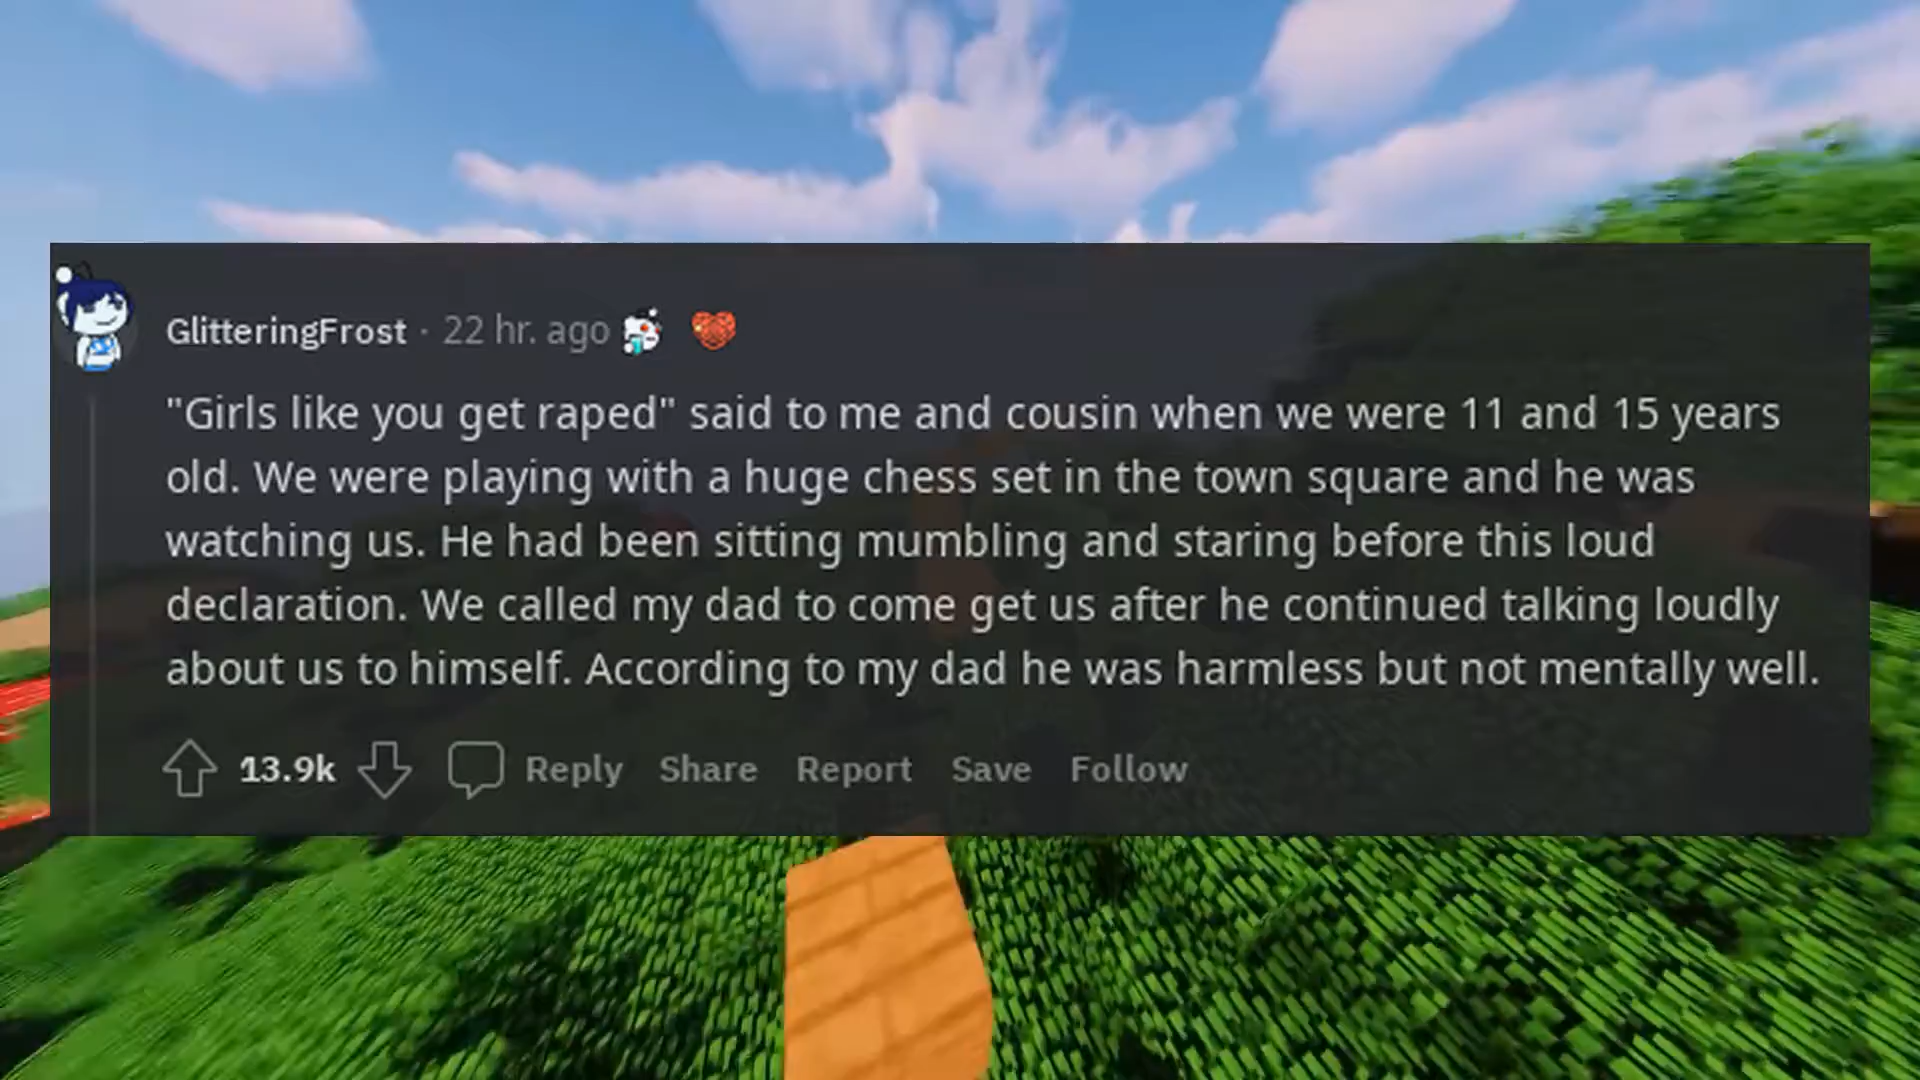 GlitteringFrost · 22 hr. ago
"Girls like you get raped" said to me and cousin when we were 11 and 15 years
old. We were playing with a huge chess set in the town square and he was
watching us. He had been sitting mumbling and staring before this loud
declaration. We called my dad to come get us after he continued talking loudly
about us to himself. According to my dad he was harmless but not mentally well.
13.9k Reply Share Report Save Follow